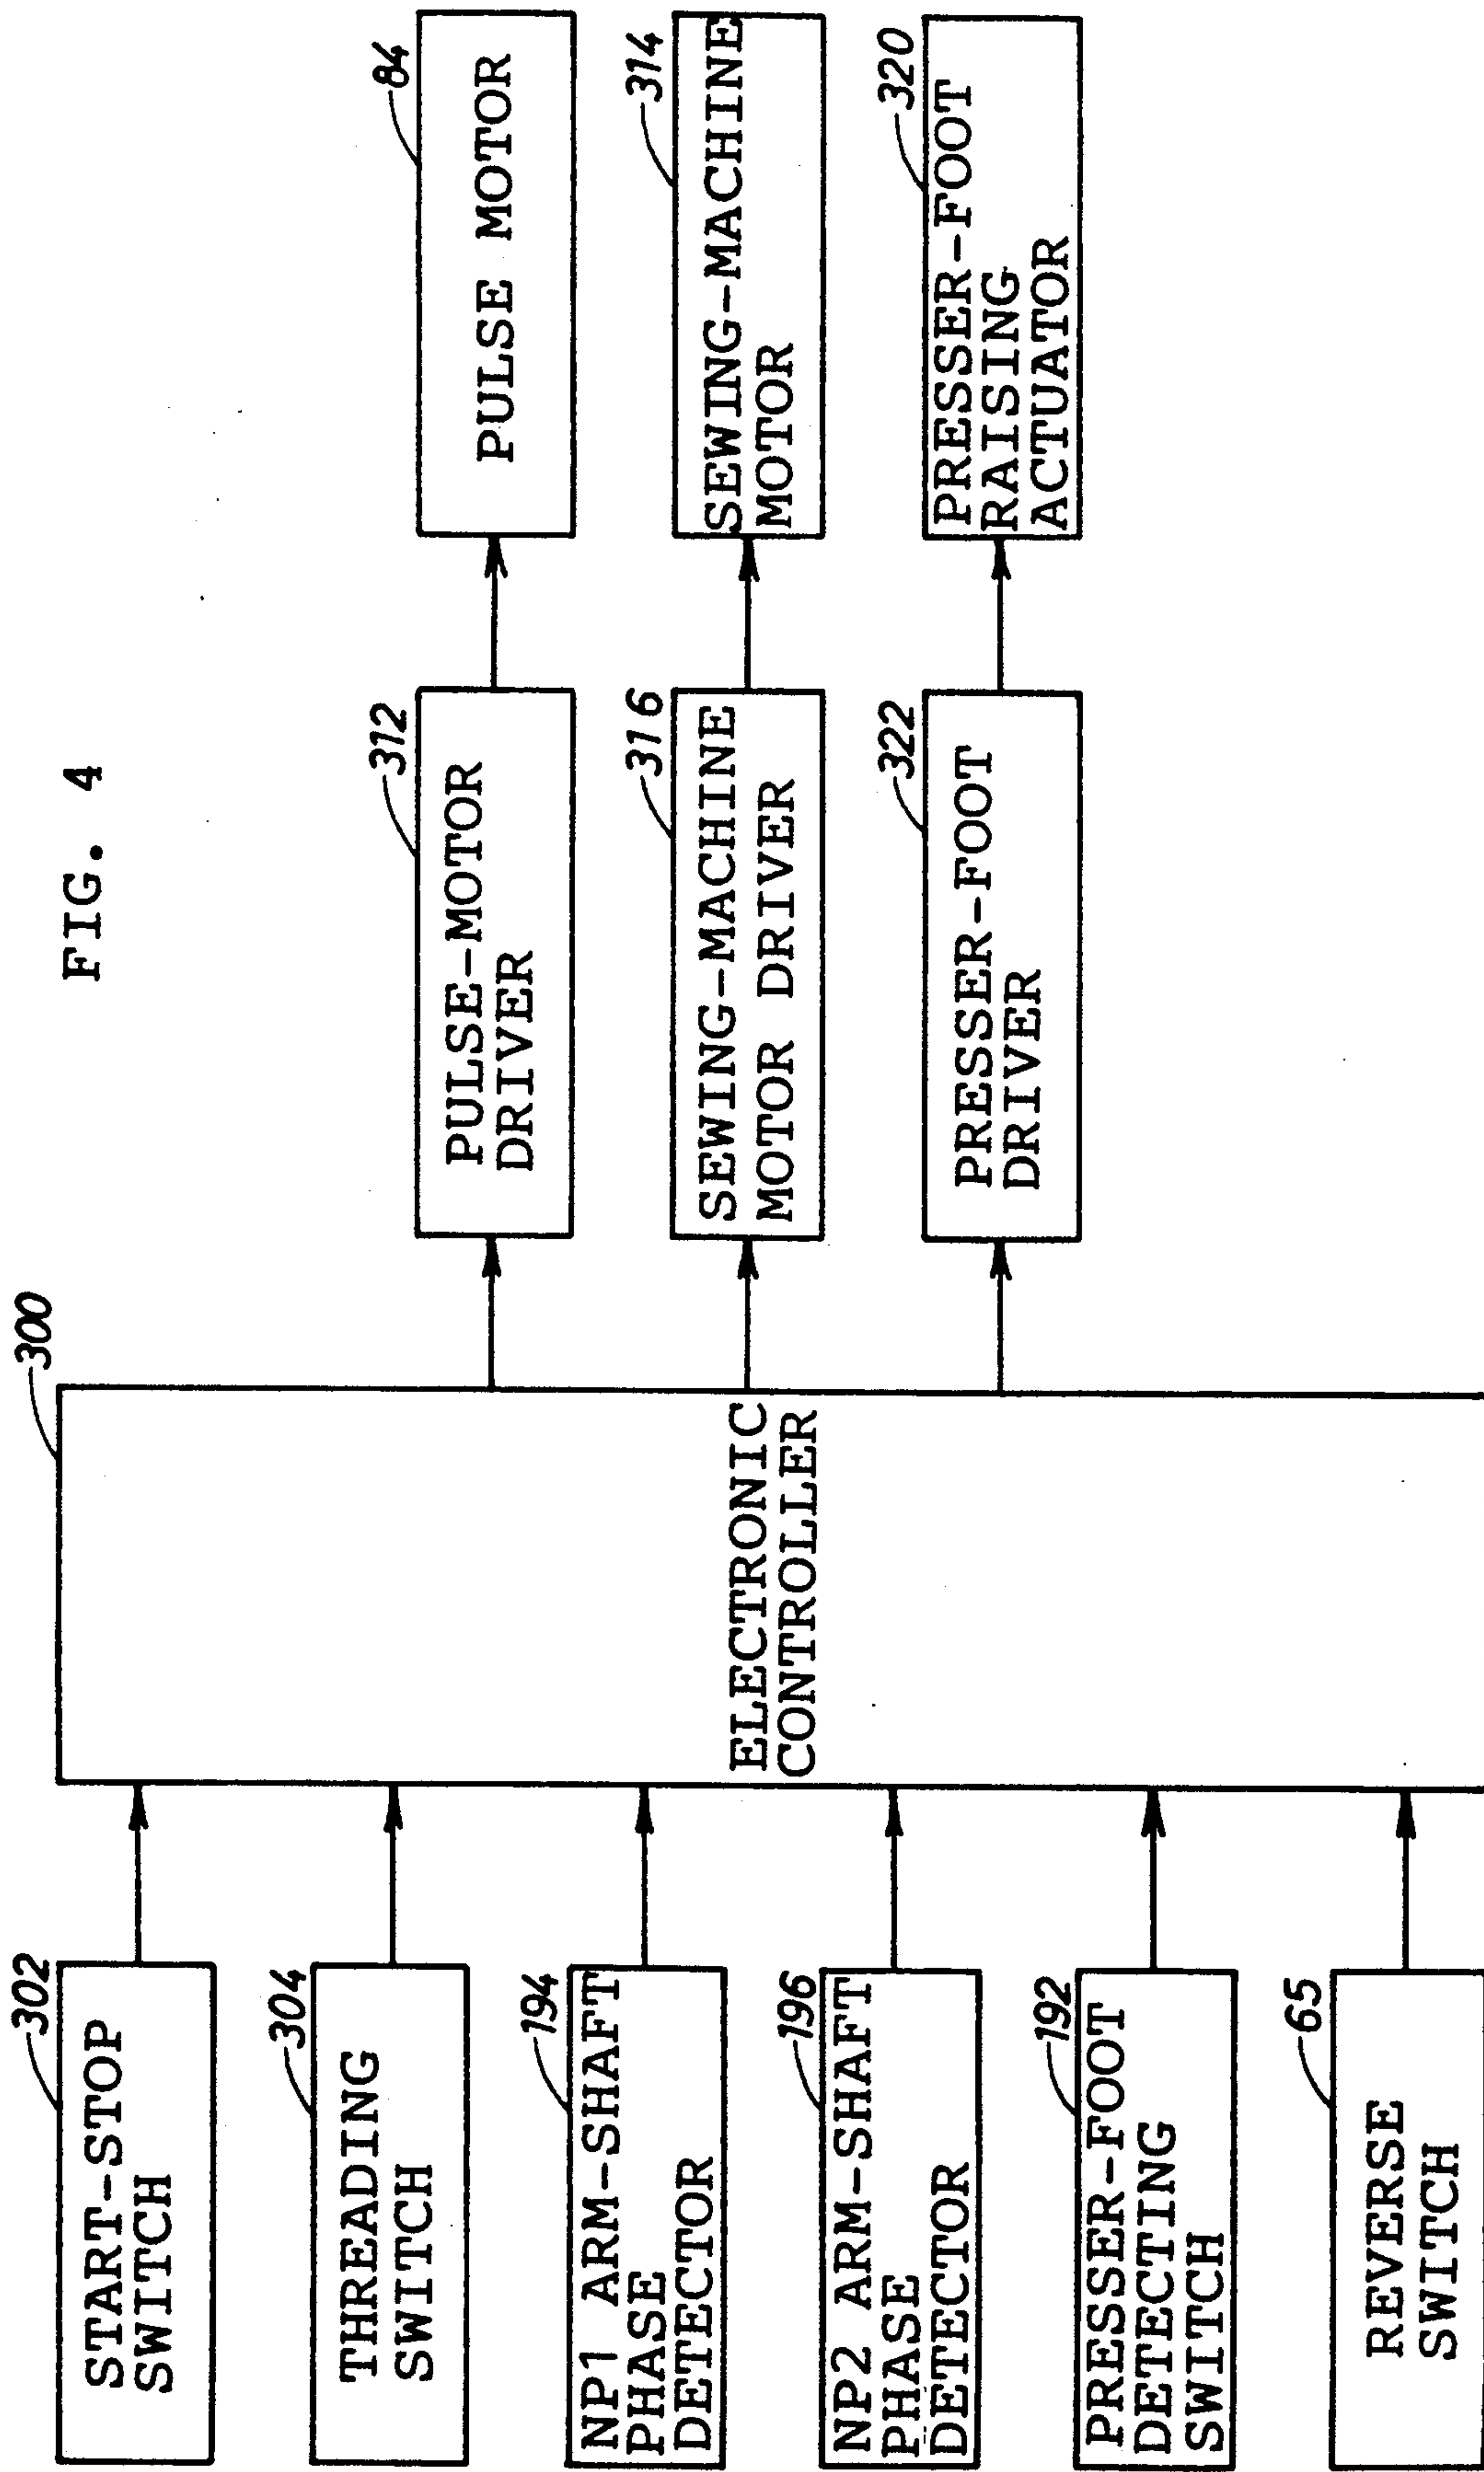 FIG. 4
302
START-STOP
SWITCH
304
THREADING
SWITCH
194
NP1 ARM-SHAFT
PHASE
DETECTOR
196
NP2 ARM-SHAFT
PHASE
DETECTOR
192
PRESSER-FOOT
DETECTING
SWITCH
65
REVERSE
SWITCH
300
ELECTRONIC
CONTROLLER
312
PULSE-MOTOR
DRIVER
316
SEWING-MACHINE
MOTOR DRIVER
322
PRESSER-FOOT
DRIVER
84
PULSE MOTOR
314
SEWING-MACHINE
MOTOR
320
PRESSER-FOOT
RAISING
ACTUATOR